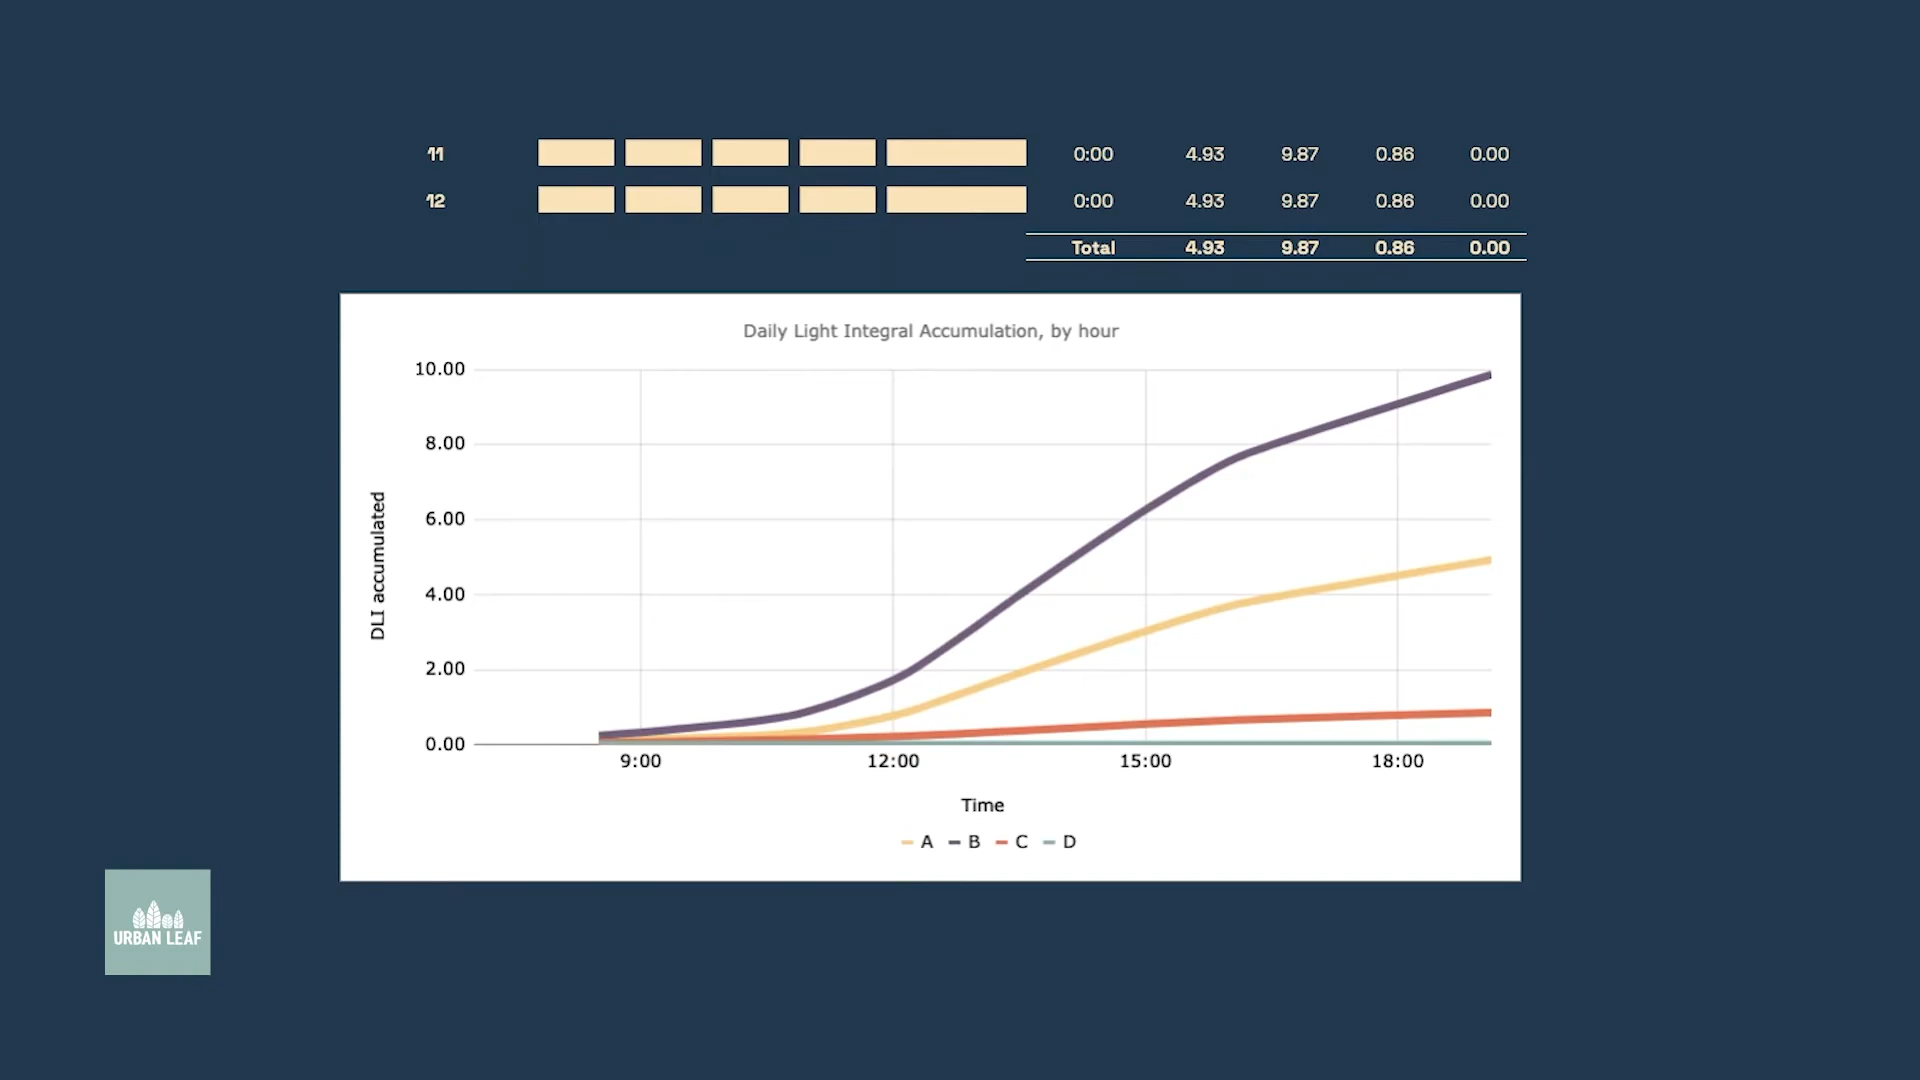 11 0:00 4.93 9.87 0.86 0.00
12 0:00 4.93 9.87 0.86 0.00
Total 4.93 9.87 0.86 0.00
Daily Light Integral Accumulation, by hour
10.00
8.00
6.00
4.00
2.00
0.00
DLI accumulated
9:00 12:00 15:00 18:00
Time
A B C D
URBAN LEAF